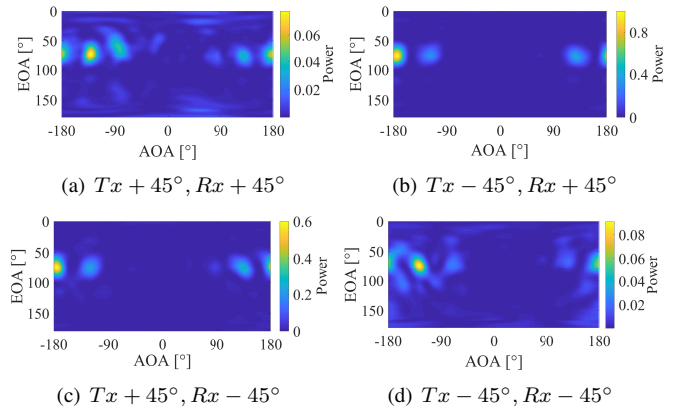 0
50
100
150
EOA [°]
-180 -90 0 90 180
AOA [°]
0.06
0.04
0.02
Power
(a) Tx + 45°, Rx + 45°
0
50
100
150
EOA [°]
-180 -90 0 90 180
AOA [°]
0.8
0.4
0
Power
(b) Tx − 45°, Rx + 45°
0
50
100
150
EOA [°]
-180 -90 0 90 180
AOA [°]
0.6
0.4
0.2
0
Power
(c) Tx + 45°, Rx − 45°
0
50
100
150
EOA [°]
-180 -90 0 90 180
AOA [°]
0.08
0.06
0.04
0.02
Power
(d) Tx − 45°, Rx − 45°